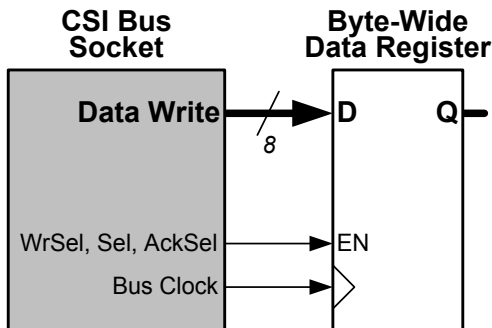 CSI Bus
Socket
Byte-Wide
Data Register
Data Write
8
D
Q
WrSel, Sel, AckSel
EN
Bus Clock